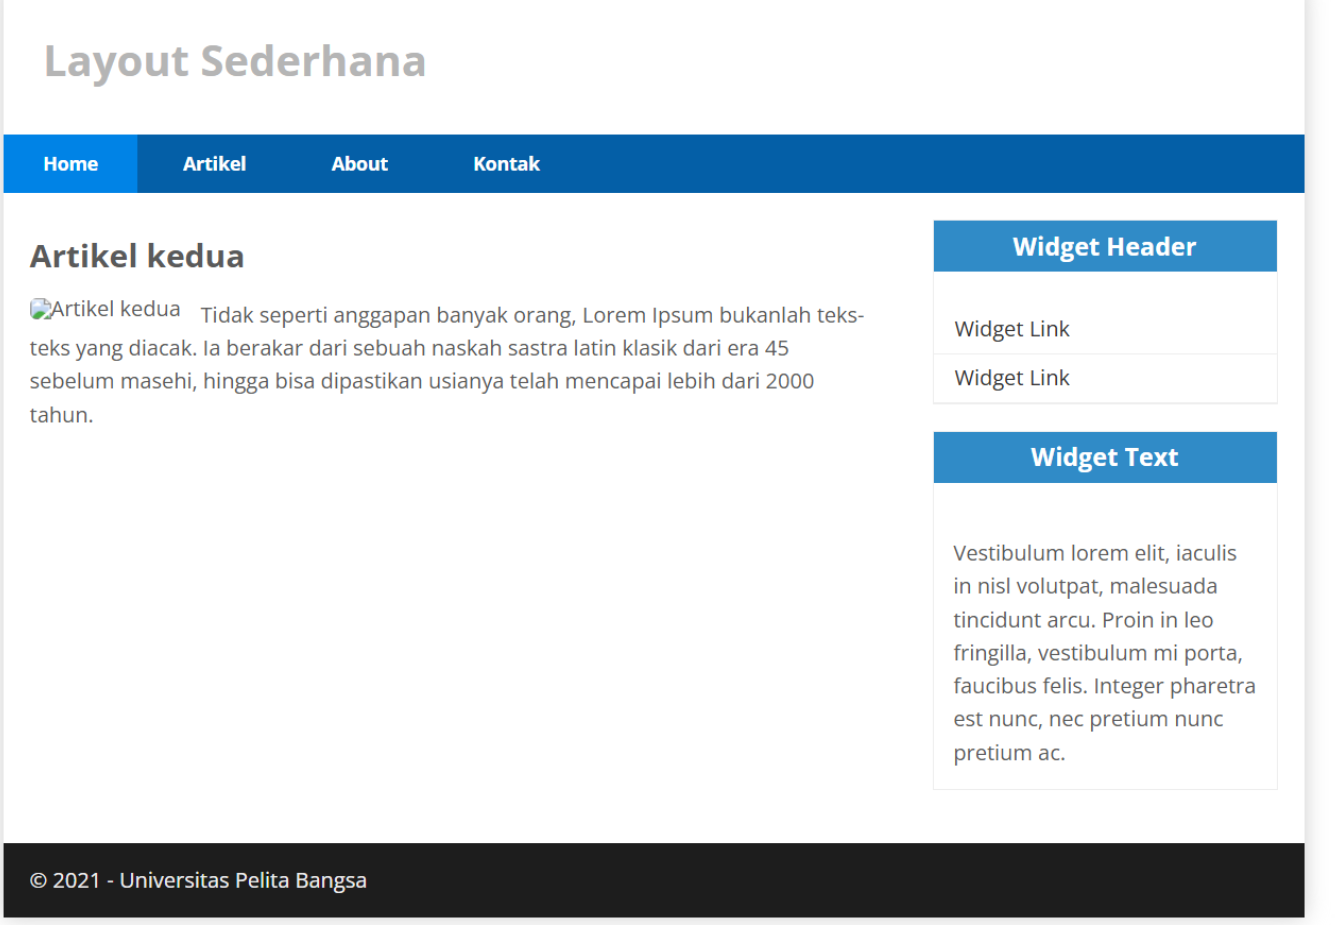 Layout Sederhana
Home Artikel About Kontak
Artikel kedua
Artikel kedua Tidak seperti anggapan banyak orang, Lorem Ipsum bukanlah teks-
teks yang diacak. Ia berakar dari sebuah naskah sastra latin klasik dari era 45
sebelum masehi, hingga bisa dipastikan usianya telah mencapai lebih dari 2000
tahun.
Widget Header
Widget Link
Widget Link
Widget Text
Vestibulum lorem elit, iaculis
in nisl volutpat, malesuada
tincidunt arcu. Proin in leo
fringilla, vestibulum mi porta,
faucibus felis. Integer pharetra
est nunc, nec pretium nunc
pretium ac.
© 2021 - Universitas Pelita Bangsa